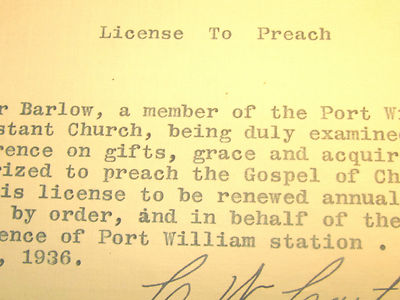 License To Preach
r Barlow, a member of the Port Wi
stant Church, being duly examine
rence on gifts, grace and acquir
rized to preach the Gospel of Ch
is license to be renewed annual
by order, and in behalf of the
ence of Port William station .
, 1936.